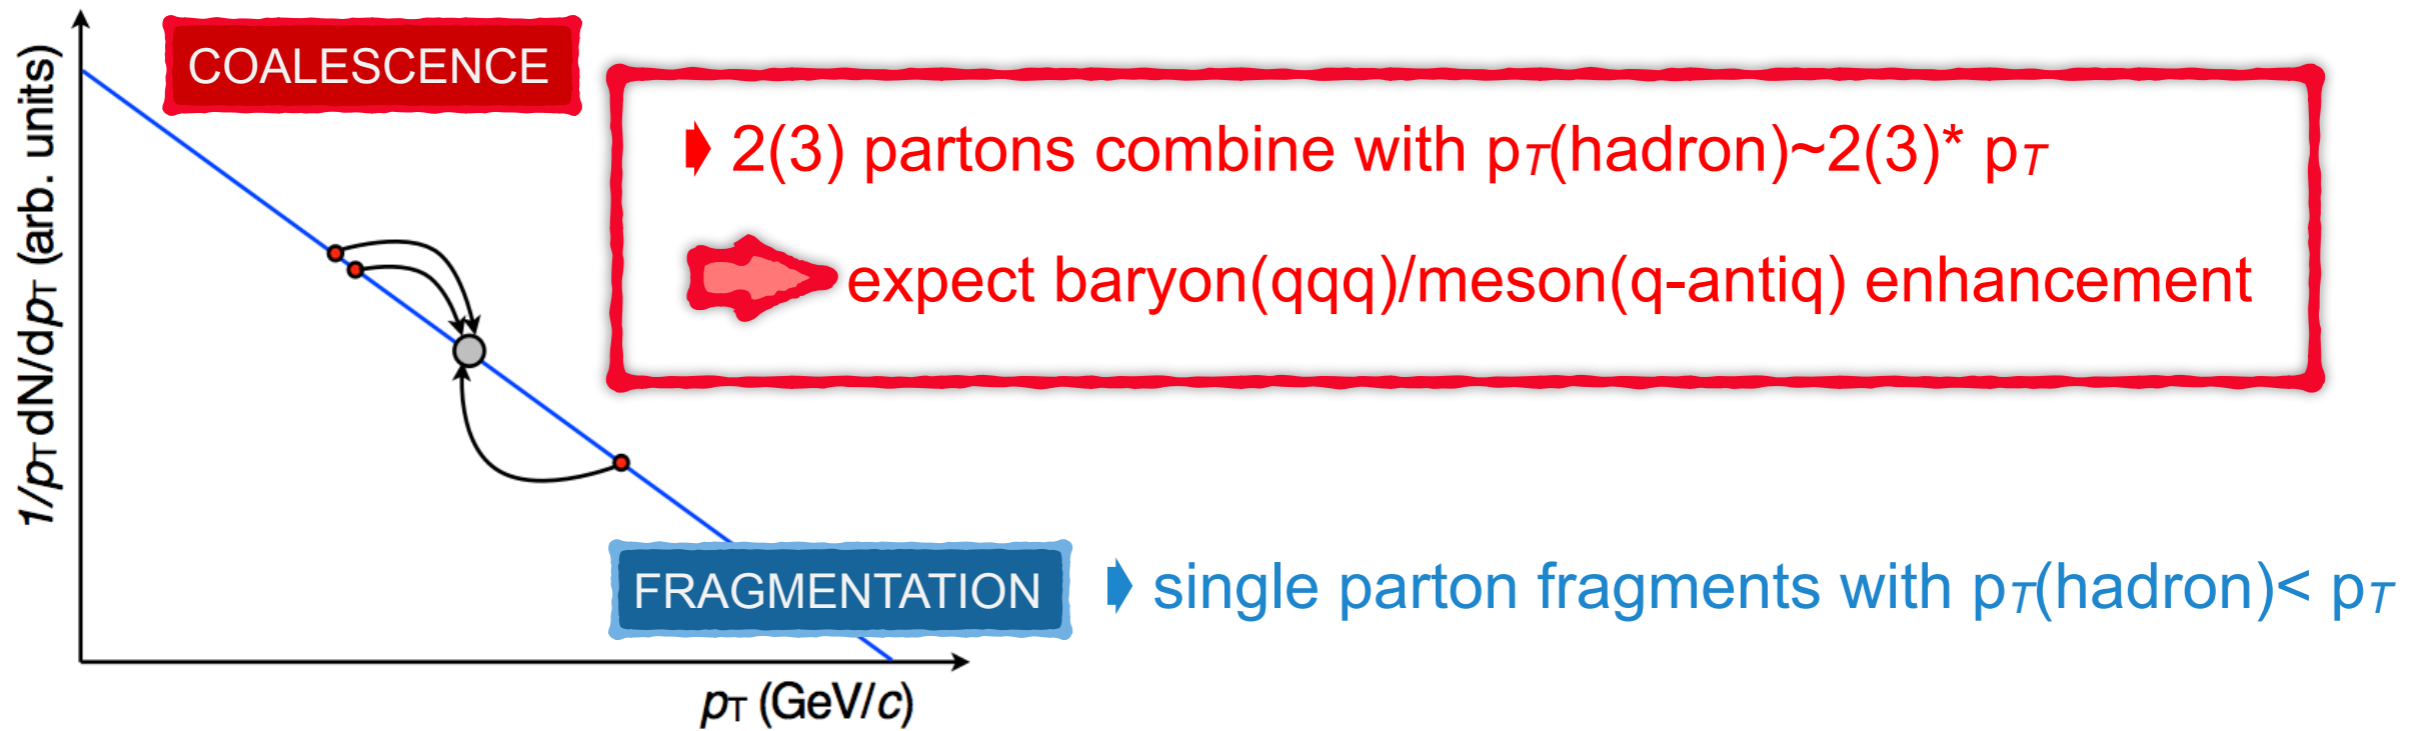 COALESCENCE
2(3) partons combine with pT(hadron)~2(3)* pT
expect baryon(qqq)/meson(q-antiq) enhancement
1/pT dN/dpT (arb. units)
FRAGMENTATION
single parton fragments with pT(hadron)< pT
pT (GeV/c)